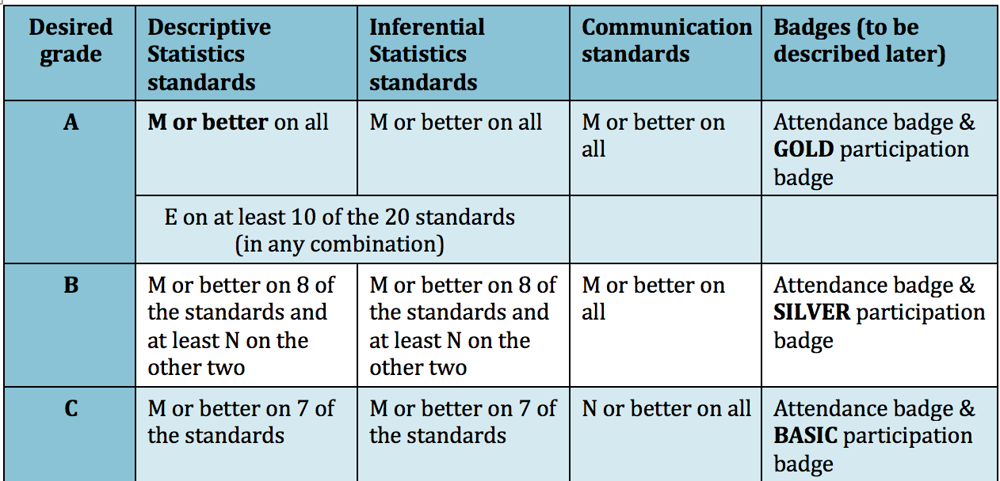 Desired
grade
Descriptive
Statistics
standards
Inferential
Statistics
standards
Communication
standards
Badges (to be
described later)
A
M or better on all
M or better on all
M or better on
all
Attendance badge &
GOLD participation
badge
E on at least 10 of the 20 standards
(in any combination)
B
M or better on 8 of
the standards and
at least N on the
other two
M or better on 8 of
the standards and
at least N on the
other two
M or better on
all
Attendance badge &
SILVER participation
badge
C
M or better on 7 of
the standards
M or better on 7 of
the standards
N or better on all
Attendance badge &
BASIC participation
badge